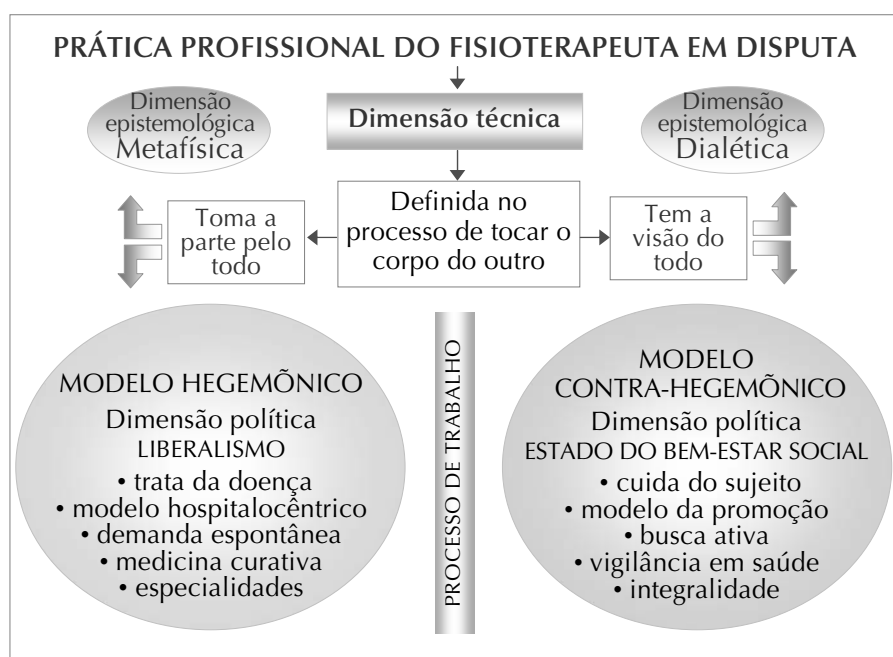 PRÁTICA PROFISSIONAL DO FISIOTERAPEUTA EM DISPUTA
Dimensão
epistemológica
Metafísica
Dimensão técnica
Dimensão
epistemológica
Dialética
Toma a
parte pelo
todo
Definida no
processo de tocar o
corpo do outro
Tem a
visão do
todo
MODELO HEGEMÕNICO
Dimensão política
LIBERALISMO
• trata da doença
• modelo hospitalocêntrico
• demanda espontânea
• medicina curativa
• especialidades
PROCESSO DE TRABALHO
MODELO
CONTRA-HEGEMÔNICO
Dimensão política
ESTADO DO BEM-ESTAR SOCIAL
• cuida do sujeito
• modelo da promoção
• busca ativa
• vigilância em saúde
• integralidade